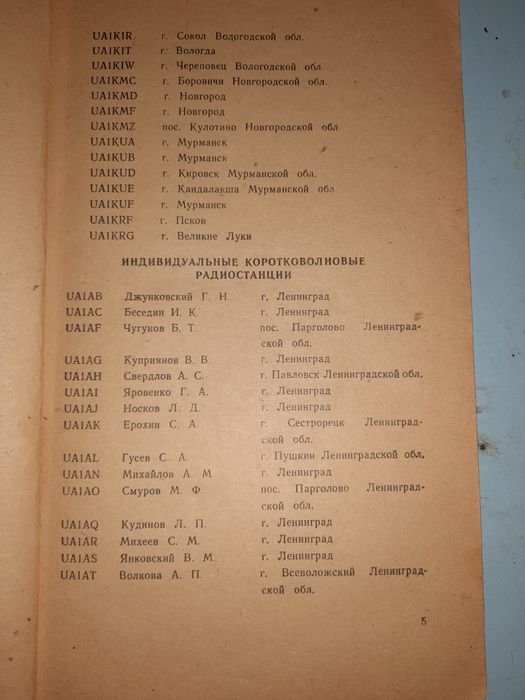 UA1KIR г. Сокол Вологодской обл.
UA1KIT г. Вологда
UA1KIW г. Череповец Вологодской обл.
UA1KMC г. Боровичи Новгородской обл.
UA1KMD г. Новгород
UA1KMF г. Новгород
UA1KMZ пос. Кулотино Новгородской обл
UA1KUA г. Мурманск
UA1KUB г. Мурманск
UA1KUD г. Кировск Мурманской обл.
UA1KUE г. Кандалакша Мурманской обл
UA1KUF г. Мурманск
UA1KRF г. Псков
UA1KRG г. Великие Луки
ИНДИВИДУАЛЬНЫЕ КОРОТКОВОЛНОВЫЕ
РАДИОСТАНЦИИ
UA1AB Джунковский Г. Н г. Ленинград
UA1AC Беседин И. К. г. Ленинград
UA1AF Чугунов Б. Т. пос. Парголово Ленинград-
ской обл.
UA1AG Куприянов В. В. г. Ленинград
UA1AH Свердлов А. С. г. Павловск Ленинградской обл.
UA1AI Яровенко Г. А. г. Ленинград
UA1AJ Носков Л. Д. г. Ленинград
UA1AK Ерохин С. А. г. Сестрорецк Ленинград-
ской обл.
UA1AL Гусев С. А. г. Пушкин Ленинградской обл.
UA1AN Михайлов А. М г. Ленинград
UA1AO Смуров М. Ф. пос. Парголово Ленинград-
ской обл.
UA1AQ Кудинов Л. П. г. Ленинград
UA1AR Михеев С. М. г. Ленинград
UA1AS Янковский В. М. г. Ленинград
UA1AT Волкова А. П. г. Всеволожский Ленинград-
ской обл.
5